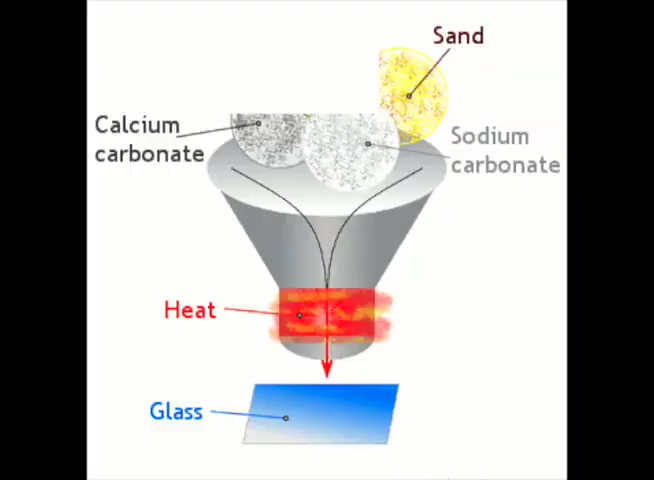 Sand
Calcium
carbonate
Sodium
carbonate
Heat
Glass